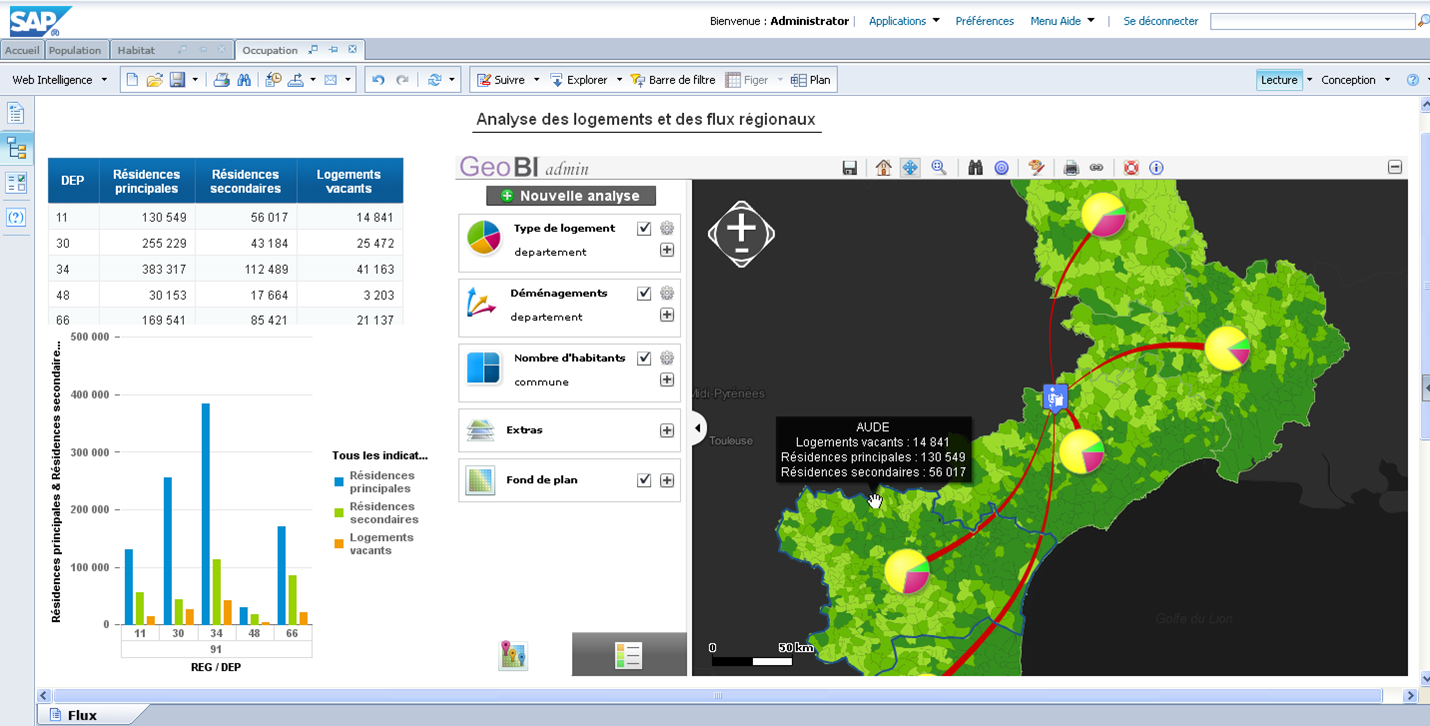 SAP®
Bienvenue : Administrator | Applications Préférences Menu Aide | Se déconnecter
Accueil Population Habitat Occupation
Web Intelligence Suivre Explorer Barre de filtre Figer Plan Lecture Conception
Analyse des logements et des flux régionaux
DEP Résidences principales Résidences secondaires Logements vacants
11 130 549 56 017 14 841
30 255 229 43 184 25 472
34 383 317 112 489 41 163
48 30 153 17 664 3 203
66 169 541 85 421 21 137
Résidences principales & Résidences secondaire...
500 000
400 000
300 000
200 000
100 000
0
11 30 34 48 66
91
REG / DEP
Tous les indicat...
Résidences
principales
Résidences
secondaires
Logements
vacants
GeoBI admin
Nouvelle analyse
Type de logement
departement
Déménagements
departement
Nombre d'habitants
commune
Extras
Fond de plan
Midi-Pyrénées
Toulouse
AUDE
Logements vacants : 14 841
Résidences principales : 130 549
Résidences secondaires : 56 017
Golfe du Lion
0 50 km
Flux